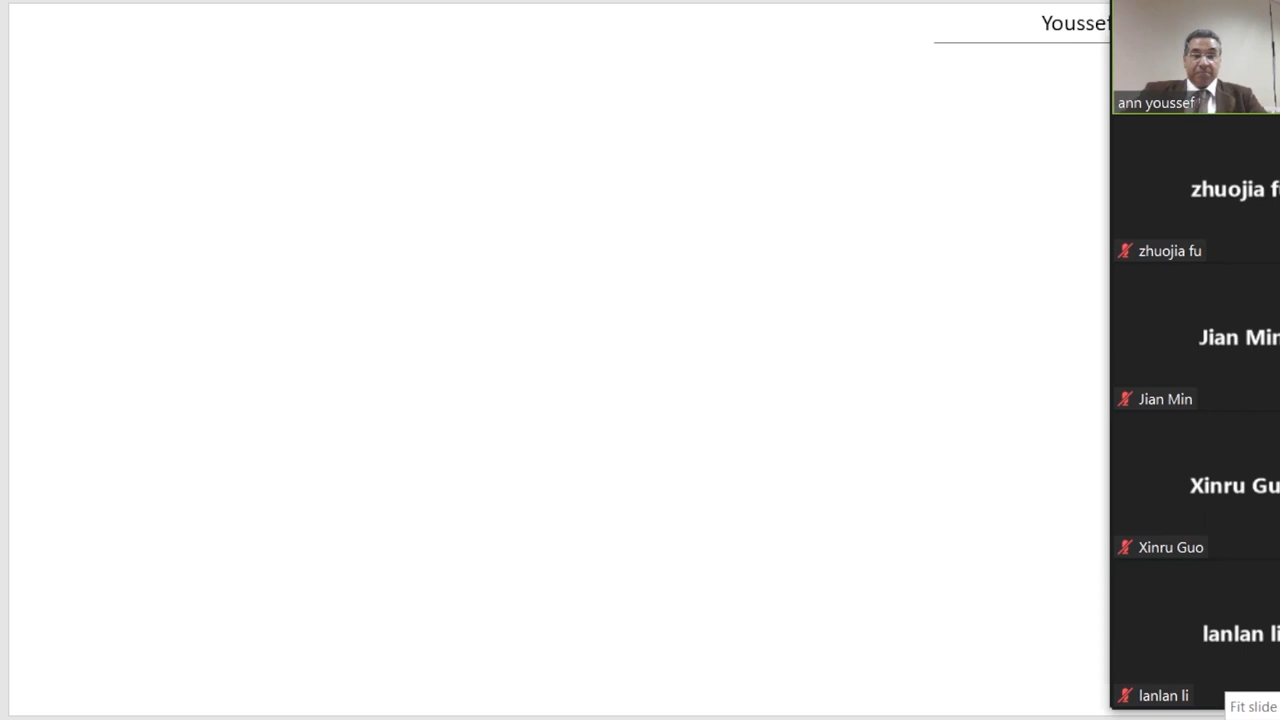 Youssef
ann youssef
zhuojia fu
zhuojia fu
Jian Min
Jian Min
Xinru Gu
Xinru Guo
lanlan li
lanlan li
Fit slide